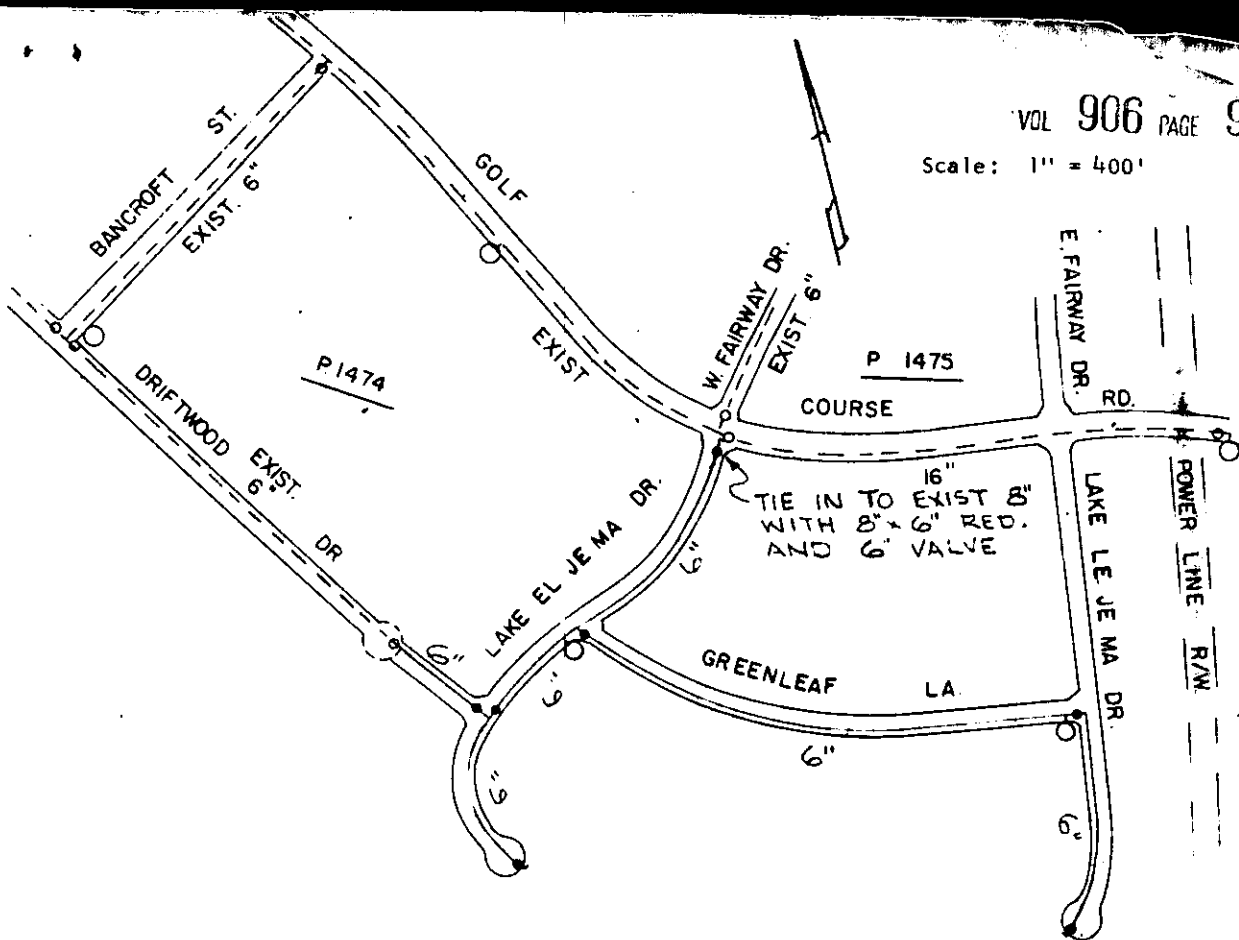 VOL 906 PAGE 9
Scale: 1" = 400'
BANCROFT ST.
EXIST. 6"
GOLF
EXIST
W. FAIRWAY DR.
EXIST 6"
E. FAIRWAY DR.
P. 1474
P 1475
COURSE
RD.
16"
DRIFTWOOD
EXIST.
6"
DR
TIE IN TO EXIST 8"
WITH 8" x 6" RED.
AND 6" VALVE
LAKE EL JE MA DR.
6"
LAKE LE JE MA DR.
POWER LINE R/W
6"
6"
GREENLEAF LA.
6"
6"
6"